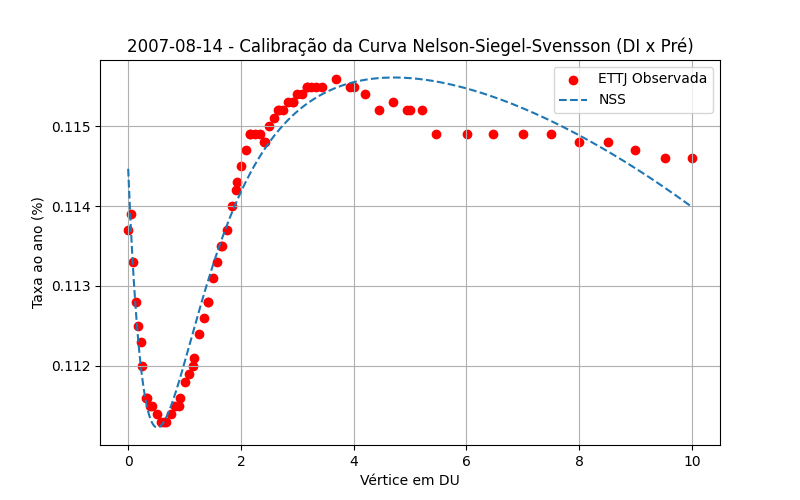 2007-08-14 - Calibração da Curva Nelson-Siegel-Svensson (DI x Pré)
ETTJ Observada
NSS
Taxa ao ano (%)
0.115
0.114
0.113
0.112
0 2 4 6 8 10
Vértice em DU